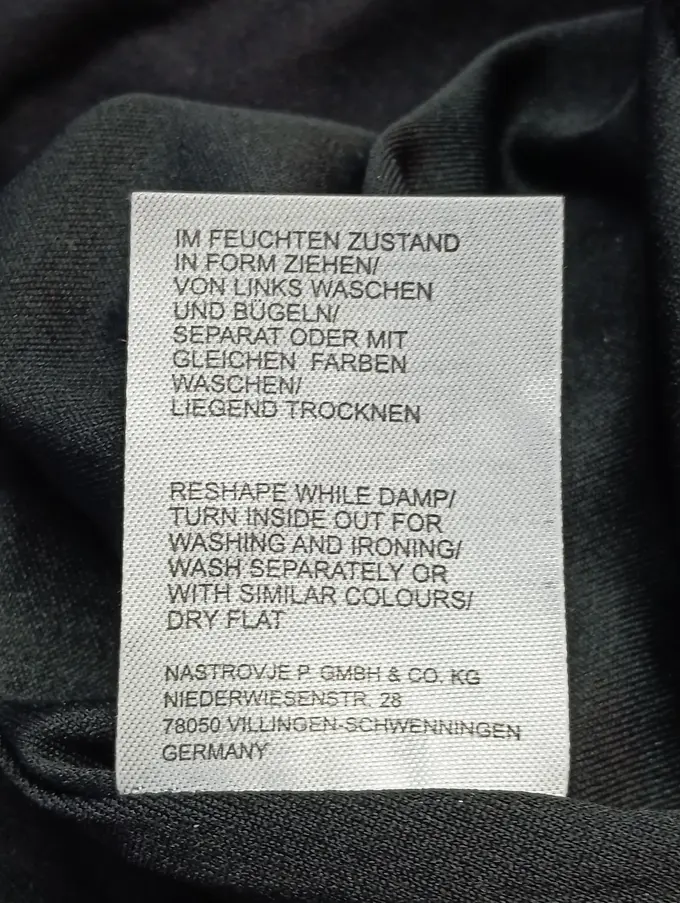 IM FEUCHTEN ZUSTAND
IN FORM ZIEHEN/
VON LINKS WASCHEN
UND BÜGELN/
SEPARAT ODER MIT
GLEICHEN FARBEN
WASCHEN/
LIEGEND TROCKNEN
RESHAPE WHILE DAMP/
TURN INSIDE OUT FOR
WASHING AND IRONING/
WASH SEPARATELY OR
WITH SIMILAR COLOURS/
DRY FLAT
NASTROVJE P. GMBH & CO. KG
NIEDERWIESENSTR. 28
78050 VILLINGEN-SCHWENNINGEN
GERMANY